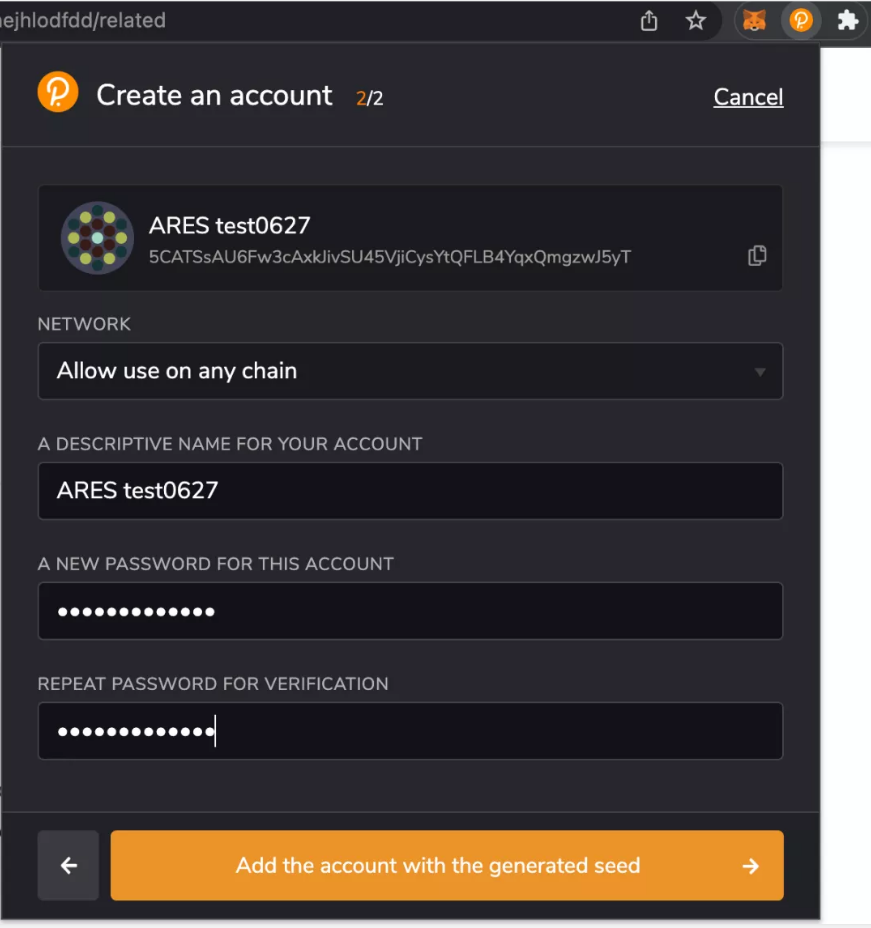 ejhlodfdd/related
Create an account 2/2 Cancel
ARES test0627
5CATSsAU6Fw3cAxkJivSU45VjiCysYtQFLB4YqxQmgzwJ5yT
NETWORK
Allow use on any chain
A DESCRIPTIVE NAME FOR YOUR ACCOUNT
ARES test0627
A NEW PASSWORD FOR THIS ACCOUNT
•••••••••••••
REPEAT PASSWORD FOR VERIFICATION
•••••••••••••
Add the account with the generated seed